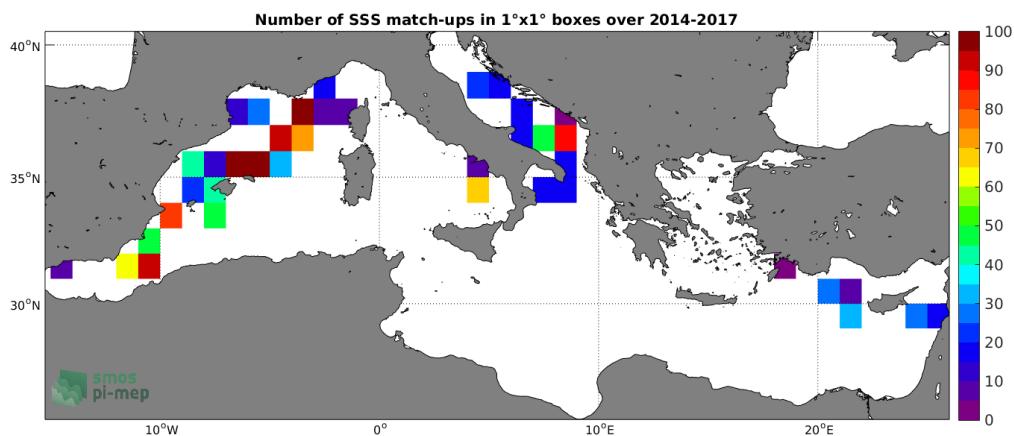 Number of SSS match-ups in 1°x1° boxes over 2014-2017
40°N
35°N
30°N
10°W
0°
10°E
20°E
100
90
80
70
60
50
40
30
20
10
0
smos
pi-mep